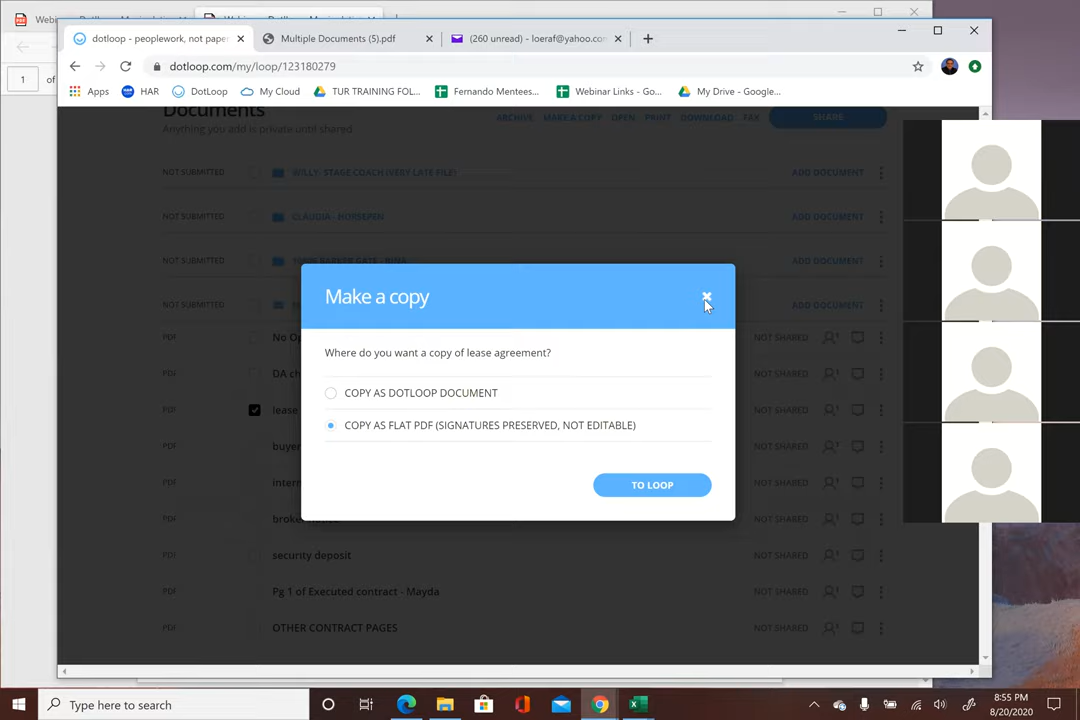 Webin
dotloop - peoplework, not paper
Multiple Documents (5).pdf
(260 unread) - loeraf@yahoo.com
1
of
dotloop.com/my/loop/123180279
Apps
HAR
DotLoop
My Cloud
TUR TRAINING FOL...
Fernando Mentees...
Webinar Links - Go...
My Drive - Google...
Documents
Anything you add is private until shared
ARCHIVE MAKE A COPY OPEN PRINT DOWNLOAD FAX SHARE
NOT SUBMITTED WILLY- STAGE COACH (VERY LATE FILE) ADD DOCUMENT
NOT SUBMITTED CLAUDIA - HORSEPEN ADD DOCUMENT
NOT SUBMITTED ADD DOCUMENT
NOT SUBMITTED ADD DOCUMENT
Make a copy
Where do you want a copy of lease agreement?
COPY AS DOTLOOP DOCUMENT
COPY AS FLAT PDF (SIGNATURES PRESERVED, NOT EDITABLE)
TO LOOP
PDF No Op NOT SHARED
PDF DA ch NOT SHARED
PDF lease NOT SHARED
PDF buyer NOT SHARED
PDF intern NOT SHARED
PDF broker NOT SHARED
PDF security deposit NOT SHARED
PDF Pg 1 of Executed contract - Mayda NOT SHARED
PDF OTHER CONTRACT PAGES NOT SHARED
Type here to search
8:55 PM
8/20/2020